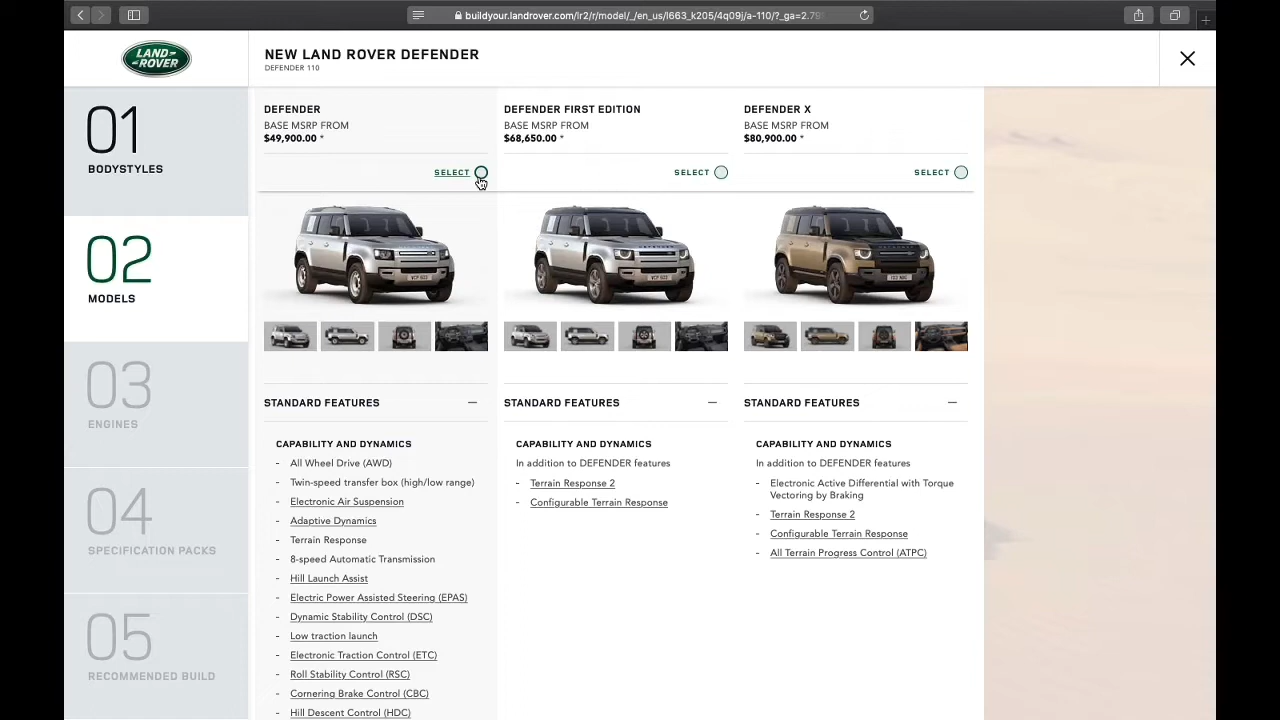 buildyour.landrover.com/lr2/r/model/_/en_us/l663_k205/4q09j/a-110/?_ga=2.79
LAND-
-ROVER
NEW LAND ROVER DEFENDER
DEFENDER 110
01
BODYSTYLES
02
MODELS
03
ENGINES
04
SPECIFICATION PACKS
05
RECOMMENDED BUILD
DEFENDER
BASE MSRP FROM
$49,900.00 *
SELECT
STANDARD FEATURES
CAPABILITY AND DYNAMICS
- All Wheel Drive (AWD)
- Twin-speed transfer box (high/low range)
- Electronic Air Suspension
- Adaptive Dynamics
- Terrain Response
- 8-speed Automatic Transmission
- Hill Launch Assist
- Electric Power Assisted Steering (EPAS)
- Dynamic Stability Control (DSC)
- Low traction launch
- Electronic Traction Control (ETC)
- Roll Stability Control (RSC)
- Cornering Brake Control (CBC)
- Hill Descent Control (HDC)
DEFENDER FIRST EDITION
BASE MSRP FROM
$68,650.00 *
SELECT
STANDARD FEATURES
CAPABILITY AND DYNAMICS
In addition to DEFENDER features
- Terrain Response 2
- Configurable Terrain Response
DEFENDER X
BASE MSRP FROM
$80,900.00 *
SELECT
STANDARD FEATURES
CAPABILITY AND DYNAMICS
In addition to DEFENDER features
- Electronic Active Differential with Torque
Vectoring by Braking
- Terrain Response 2
- Configurable Terrain Response
- All Terrain Progress Control (ATPC)